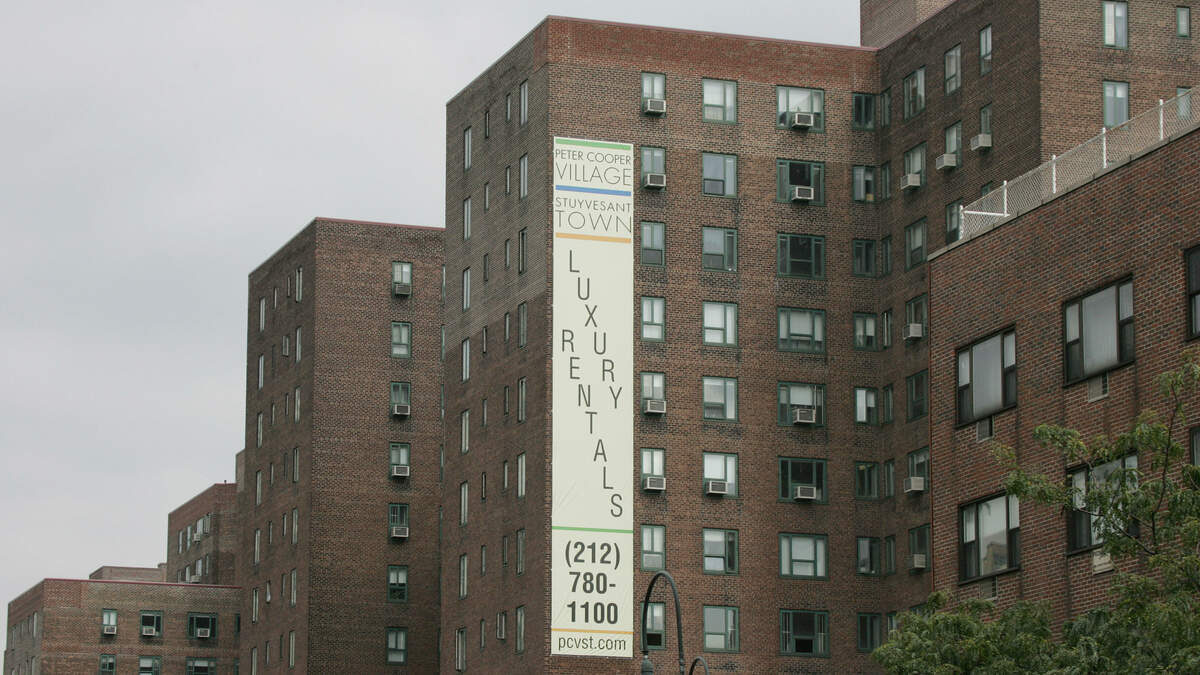 PETER COOPER
VILLAGE
STUYVESANT
TOWN
LUXURY
RENTALS
(212)
780-
1100
pcvst.com